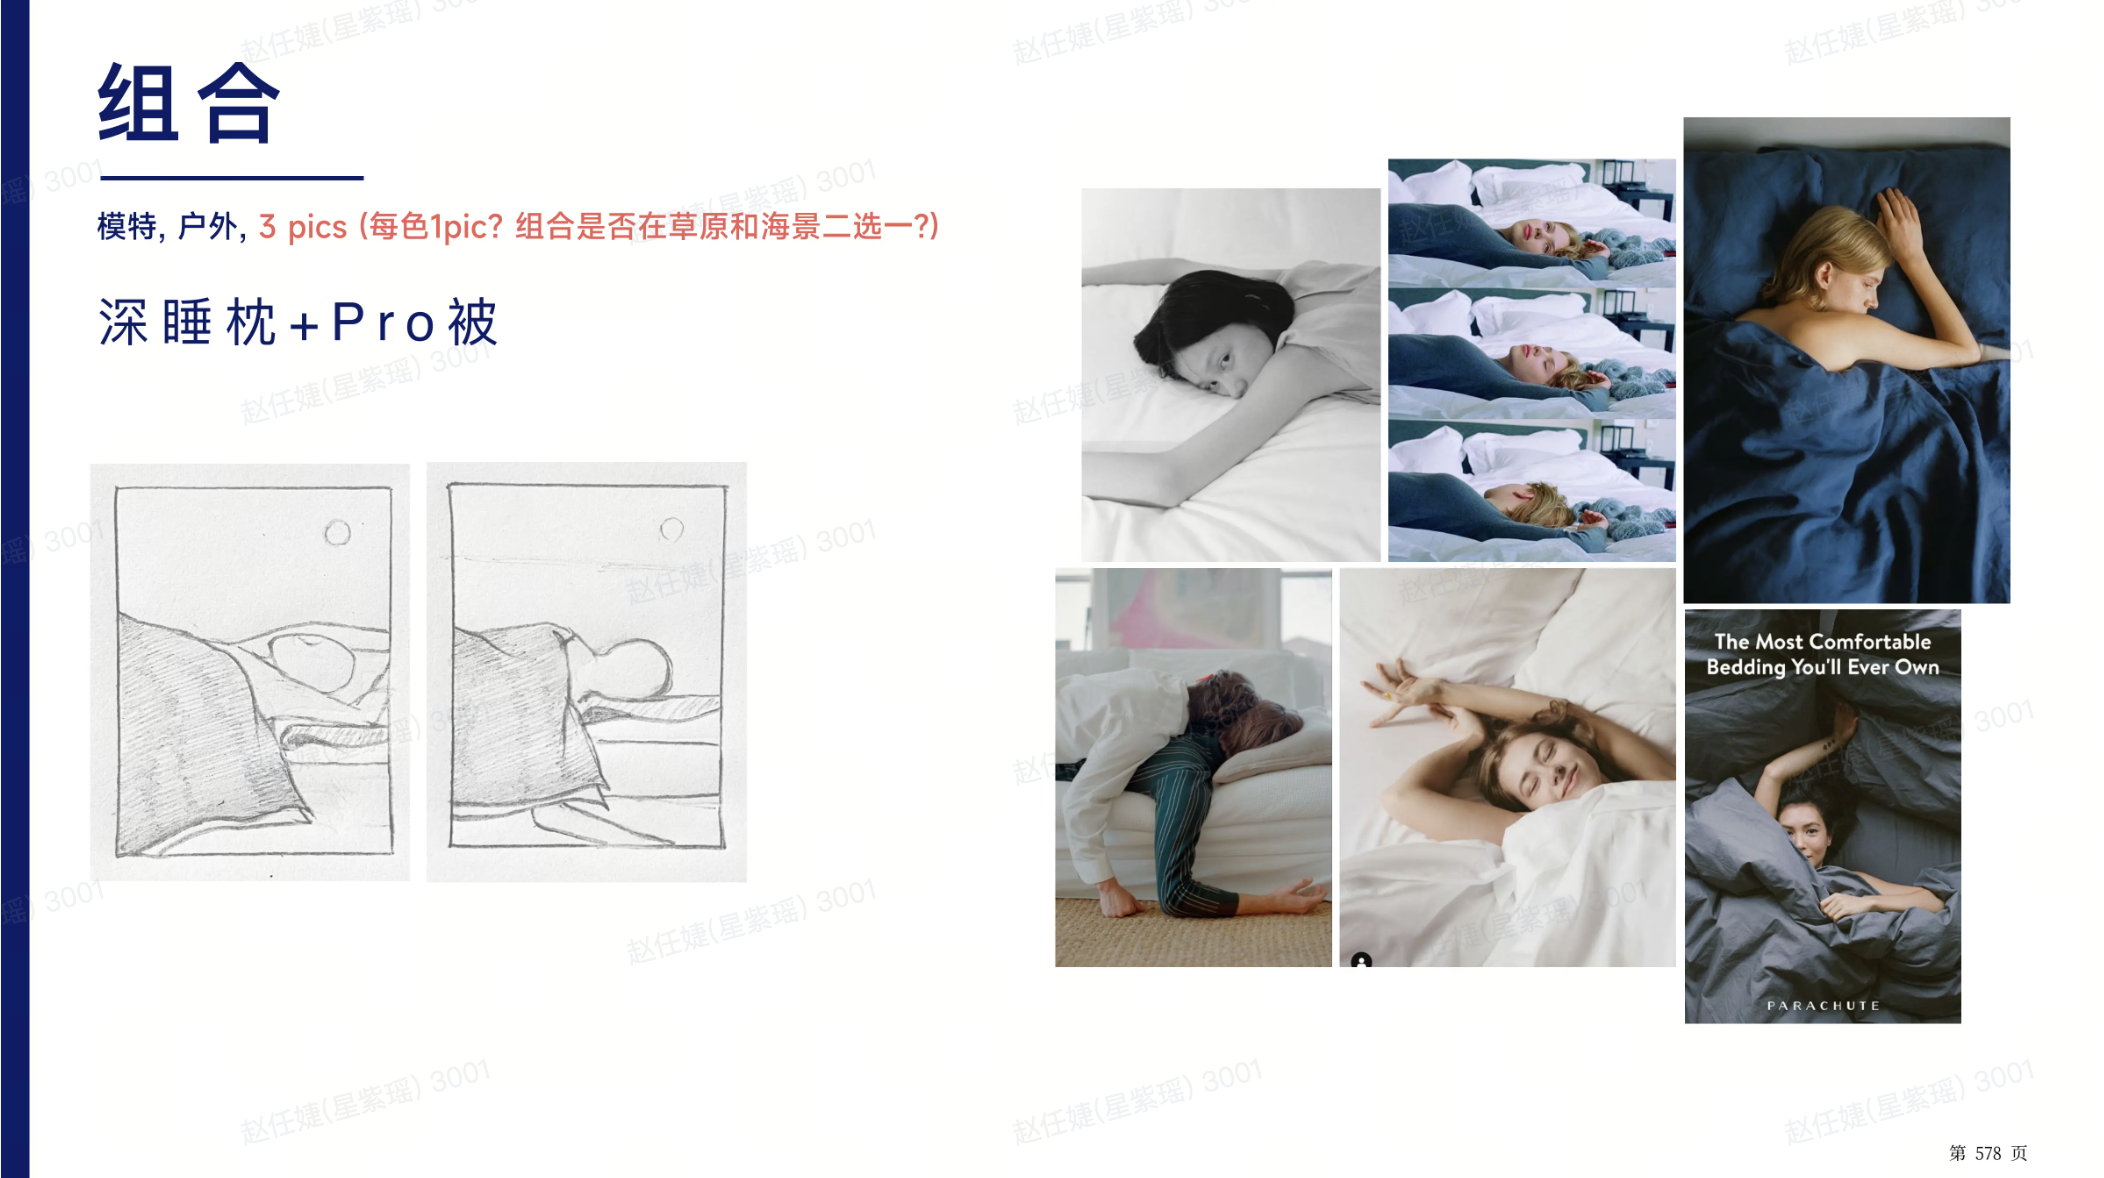 组合
模特, 户外, 3 pics (每色1pic? 组合是否在草原和海景二选一?)
深睡枕+Pro被
The Most Comfortable
Bedding You'll Ever Own
PARACHUTE
第 578 页
赵任婕(星紫瑶) 3001